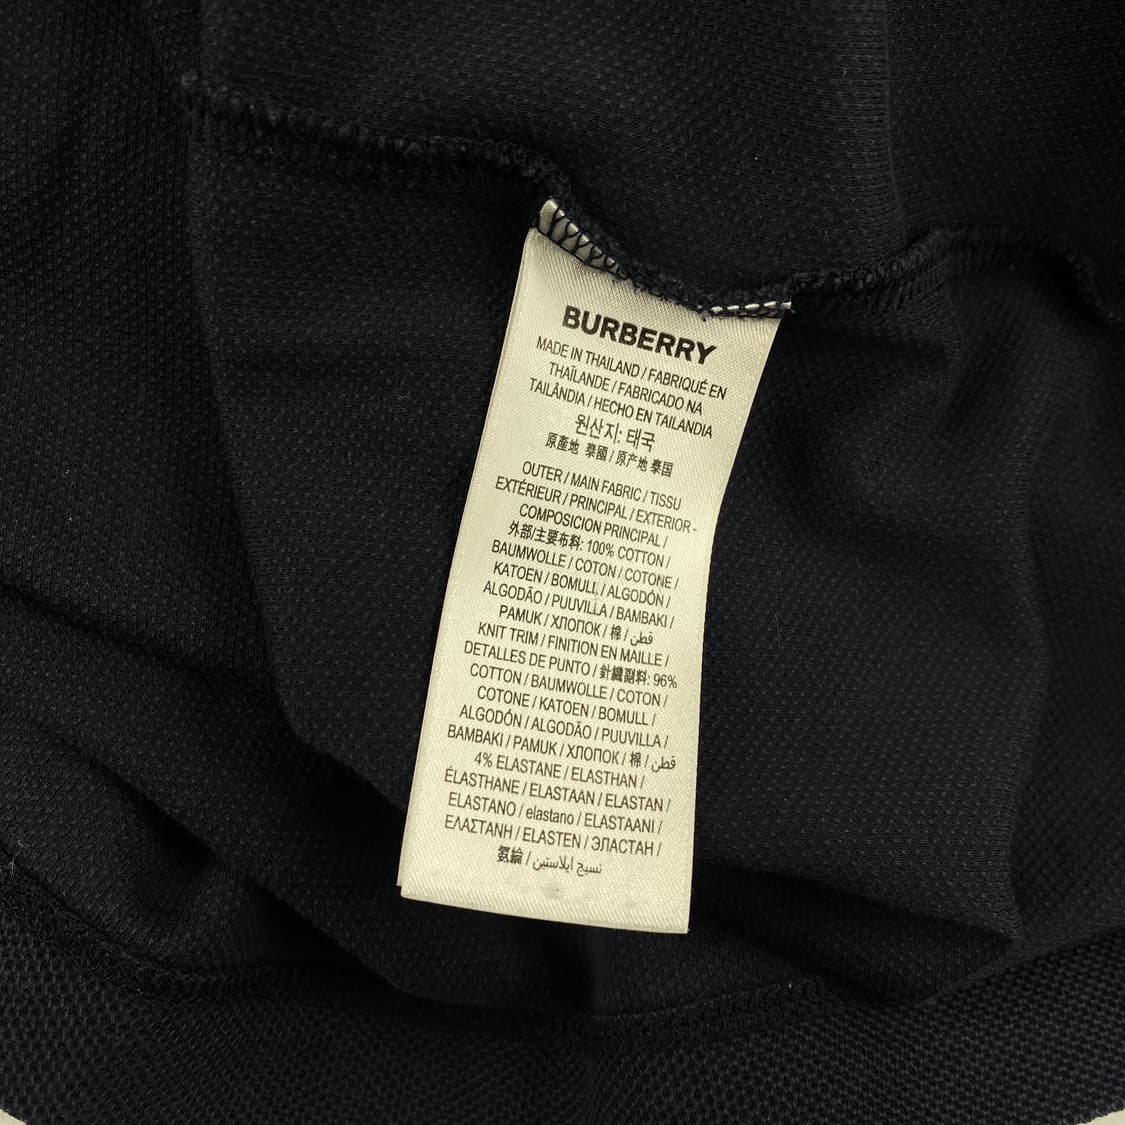 BURBERRY
MADE IN THAILAND / FABRIQUÉ EN
THAÏLANDE / FABRICADO NA
TAILÂNDIA / HECHO EN TAILANDIA
원산지: 태국
原產地 泰國 / 原产地 泰国
OUTER / MAIN FABRIC / TISSU
EXTÉRIEUR / PRINCIPAL / EXTERIOR -
COMPOSICION PRINCIPAL /
外部/主要布料: 100% COTTON /
BAUMWOLLE / COTON / COTONE /
KATOEN / BOMULL / ALGODÓN /
ALGODÃO / PUUVILLA / BAMBAKI /
PAMUK / ХЛОПОК / 棉 / قطن
KNIT TRIM / FINITION EN MAILLE /
DETALLES DE PUNTO / 針織副料: 96%
COTTON / BAUMWOLLE / COTON /
COTONE / KATOEN / BOMULL /
ALGODÓN / ALGODÃO / PUUVILLA /
BAMBAKI / PAMUK / ХЛОПОК / 棉 / قطن
4% ELASTANE / ELASTHAN /
ÉLASTHANE / ELASTAAN / ELASTAN /
ELASTANO / elastano / ELASTAANI /
ΕΛΑΣΤΑΝΗ / ELASTEN / ЭЛАСТАН /
氨綸 / نسيج ايلاستين